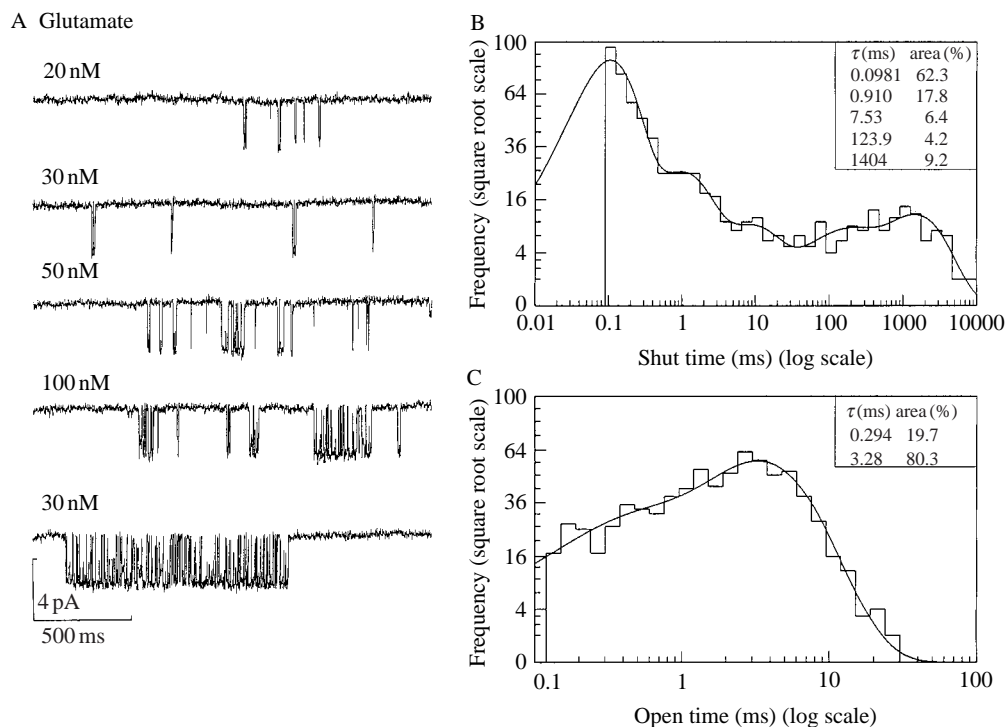 A Glutamate
20 nM
30 nM
50 nM
100 nM
30 nM
4 pA
500 ms
B
Frequency (square root scale)
100
64
36
16
4
0
0.01 0.1 1 10 100 1000 10000
Shut time (ms) (log scale)
τ (ms) area (%)
0.0981 62.3
0.910 17.8
7.53 6.4
123.9 4.2
1404 9.2
C
Frequency (square root scale)
100
64
36
16
4
0
0.1 1 10 100
Open time (ms) (log scale)
τ (ms) area (%)
0.294 19.7
3.28 80.3